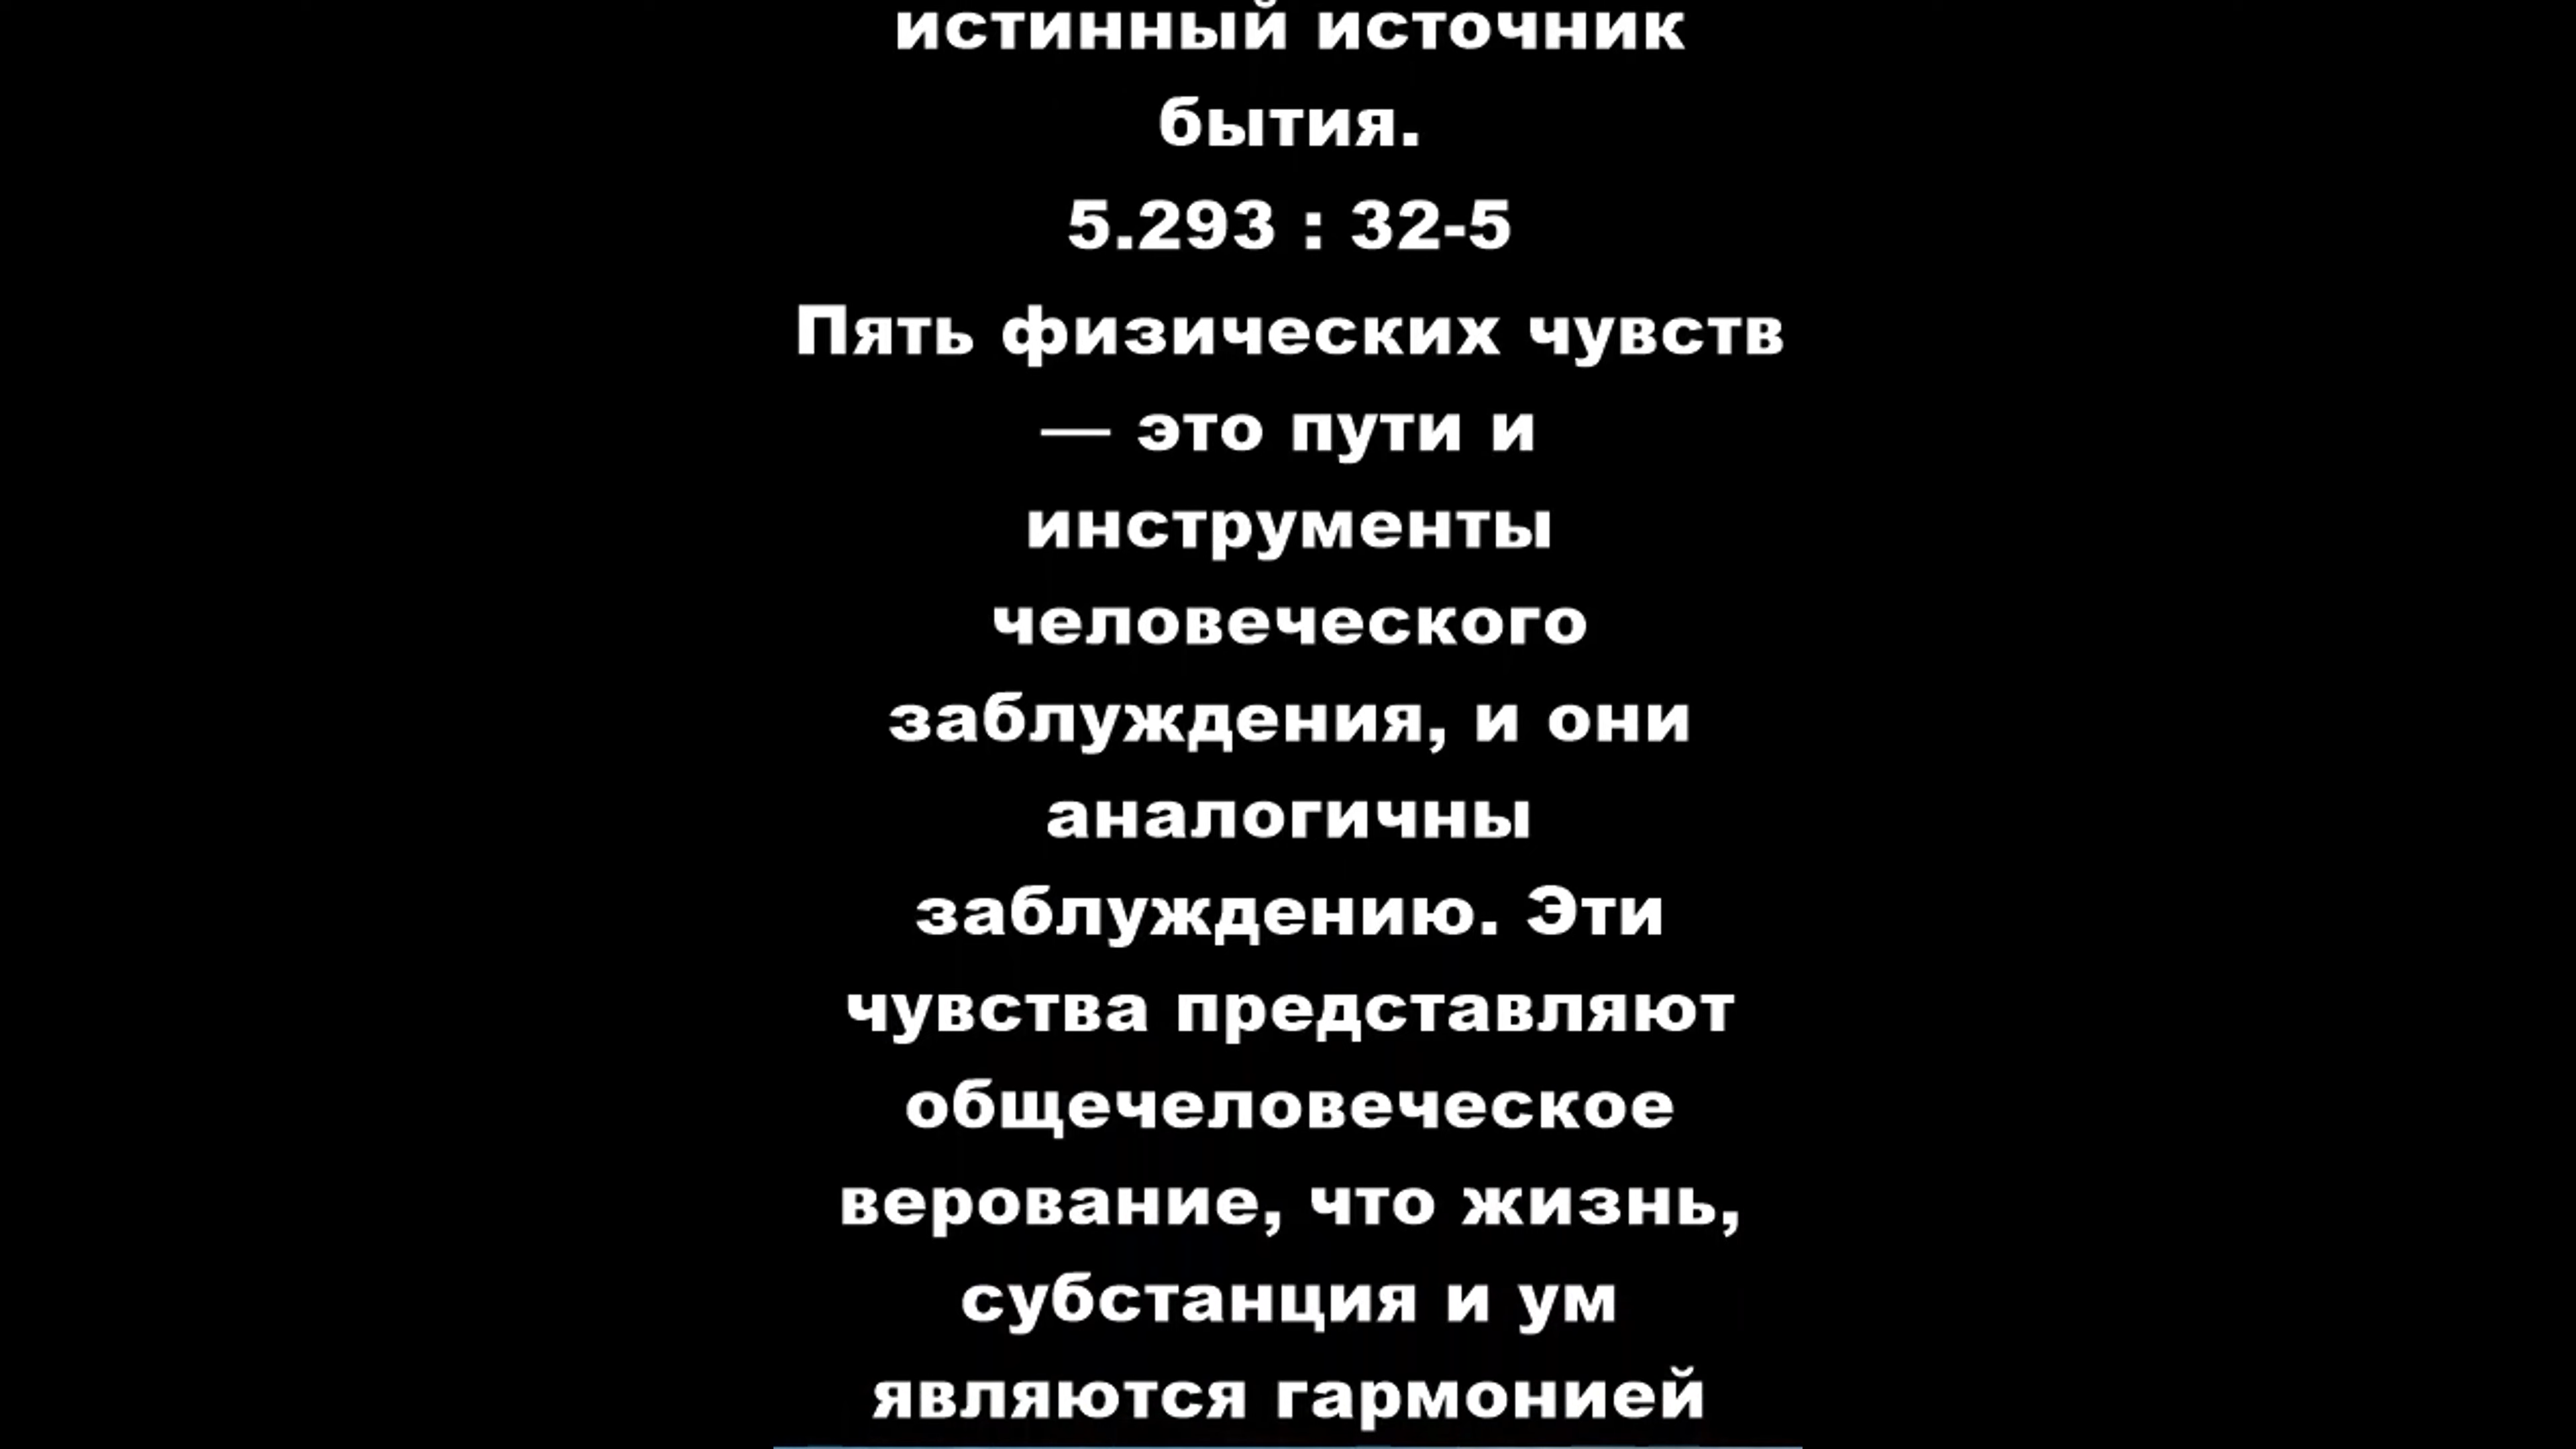 истинный источник
бытия.
5.293 : 32-5
Пять физических чувств
— это пути и
инструменты
человеческого
заблуждения, и они
аналогичны
заблуждению. Эти
чувства представляют
общечеловеческое
верование, что жизнь,
субстанция и ум
являются гармонией